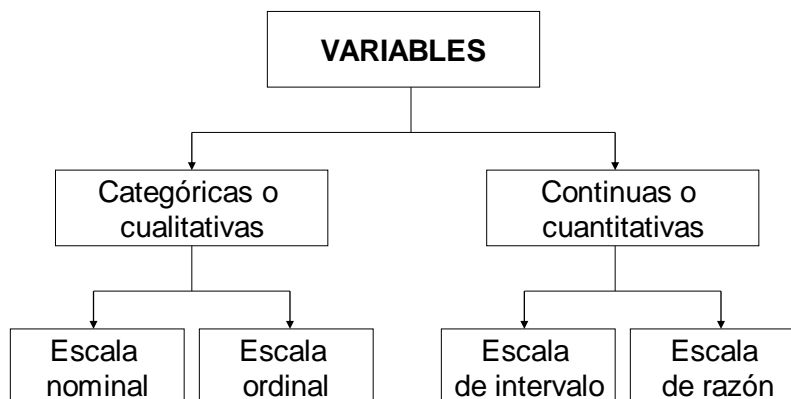 VARIABLES
Categóricas o
cualitativas
Continuas o
cuantitativas
Escala
nominal
Escala
ordinal
Escala
de intervalo
Escala
de razón